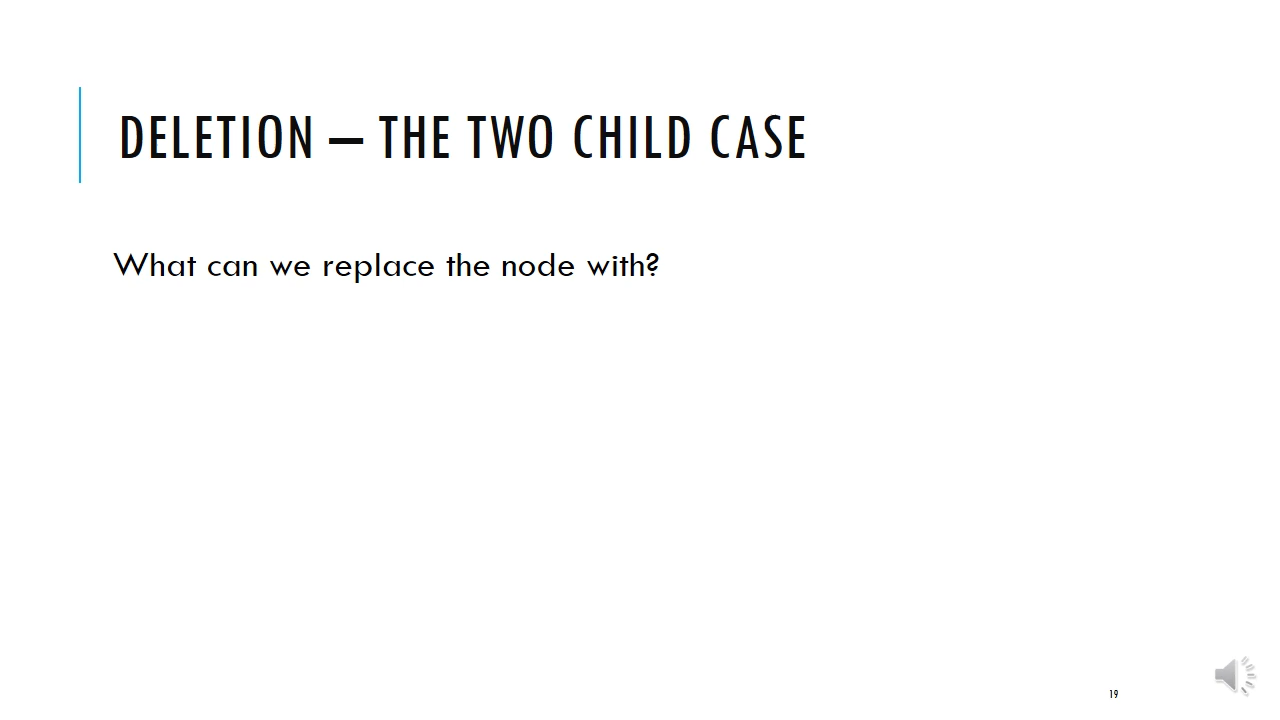 DELETION – THE TWO CHILD CASE
What can we replace the node with?
19